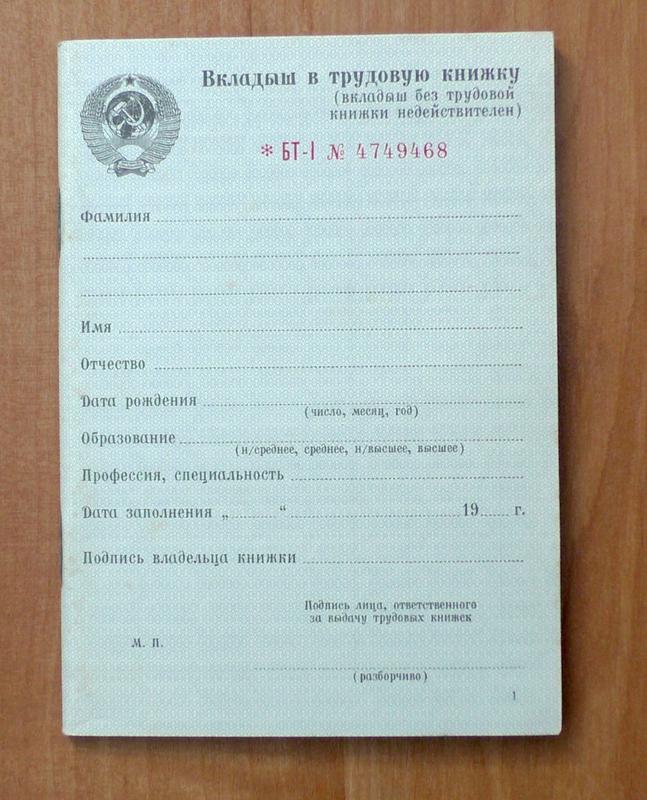 Вкладыш в трудовую книжку
(вкладыш без трудовой
книжки недействителен)
* БТ-I № 4749468
Фамилия
Имя
Отчество
Дата рождения
(число, месяц, год)
Образование
(н/среднее, среднее, н/высшее, высшее)
Профессия, специальность
Дата заполнения „ “ 19 г.
Подпись владельца книжки
Подпись лица, ответственного
за выдачу трудовых книжек
М. П.
(разборчиво)
1